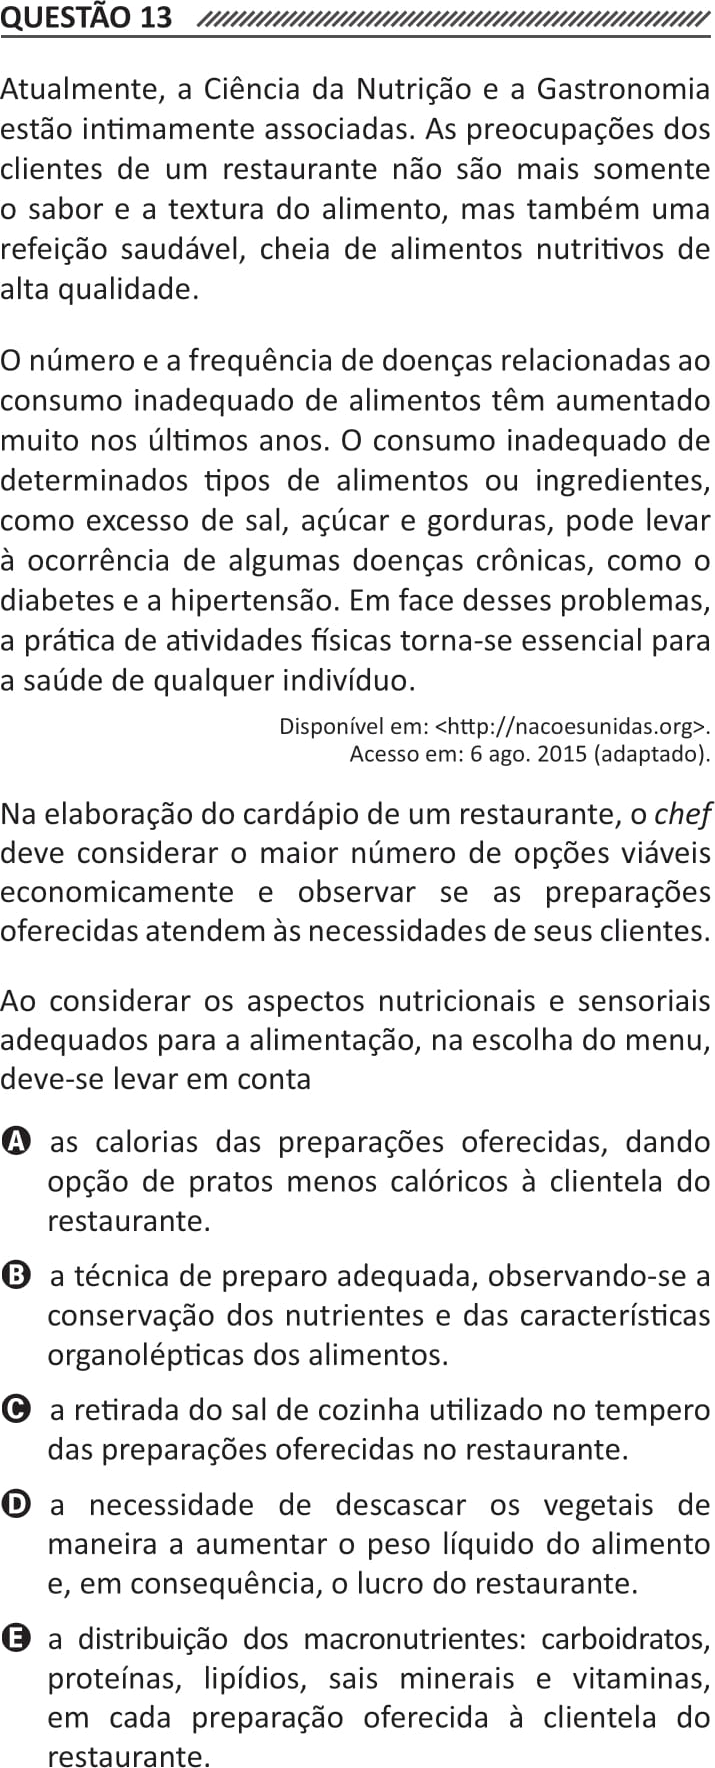 QUESTÃO 13
Atualmente, a Ciência da Nutrição e a Gastronomia
estão intimamente associadas. As preocupações dos
clientes de um restaurante não são mais somente
o sabor e a textura do alimento, mas também uma
refeição saudável, cheia de alimentos nutritivos de
alta qualidade.
O número e a frequência de doenças relacionadas ao
consumo inadequado de alimentos têm aumentado
muito nos últimos anos. O consumo inadequado de
determinados tipos de alimentos ou ingredientes,
como excesso de sal, açúcar e gorduras, pode levar
à ocorrência de algumas doenças crônicas, como o
diabetes e a hipertensão. Em face desses problemas,
a prática de atividades físicas torna-se essencial para
a saúde de qualquer indivíduo.
Disponível em: <http://nacoesunidas.org>.
Acesso em: 6 ago. 2015 (adaptado).
Na elaboração do cardápio de um restaurante, o chef
deve considerar o maior número de opções viáveis
economicamente e observar se as preparações
oferecidas atendem às necessidades de seus clientes.
Ao considerar os aspectos nutricionais e sensoriais
adequados para a alimentação, na escolha do menu,
deve-se levar em conta
A as calorias das preparações oferecidas, dando
opção de pratos menos calóricos à clientela do
restaurante.
B a técnica de preparo adequada, observando-se a
conservação dos nutrientes e das características
organolépticas dos alimentos.
C a retirada do sal de cozinha utilizado no tempero
das preparações oferecidas no restaurante.
D a necessidade de descascar os vegetais de
maneira a aumentar o peso líquido do alimento
e, em consequência, o lucro do restaurante.
E a distribuição dos macronutrientes: carboidratos,
proteínas, lipídios, sais minerais e vitaminas,
em cada preparação oferecida à clientela do
restaurante.